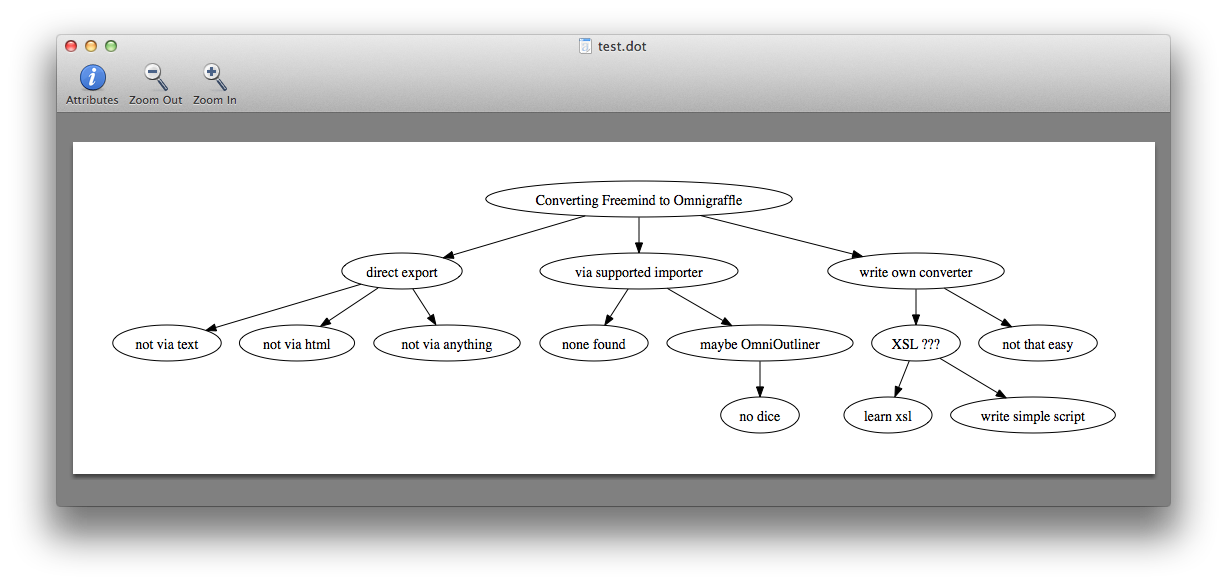 test.dot
Attributes Zoom Out Zoom In
Converting Freemind to Omnigraffle
direct export via supported importer write own converter
not via text not via html not via anything none found maybe OmniOutliner XSL ??? not that easy
no dice learn xsl write simple script